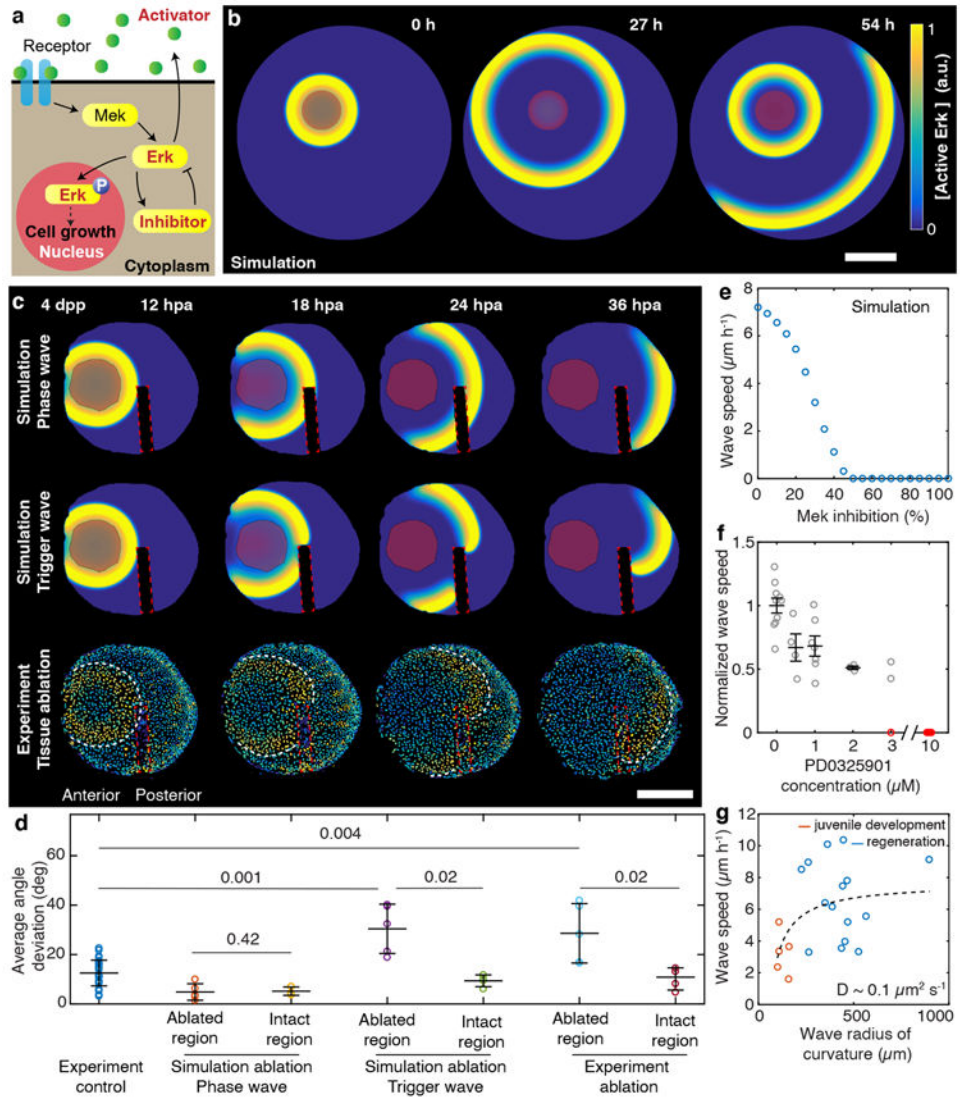 a
Activator
Receptor
Mek
Erk
Erk
P
Inhibitor
Cell growth
Nucleus
Cytoplasm
b
0 h
27 h
54 h
Simulation
1
0
[Active Erk] (a.u.)
c
4 dpp
12 hpa
18 hpa
24 hpa
36 hpa
Simulation
Phase wave
Simulation
Trigger wave
Experiment
Tissue ablation
Anterior
Posterior
d
Average angle
deviation (deg)
60
40
20
0
0.004
0.001
0.02
0.02
0.42
Experiment
control
Ablated
region
Intact
region
Simulation ablation
Phase wave
Ablated
region
Intact
region
Simulation ablation
Trigger wave
Ablated
region
Intact
region
Experiment
ablation
e
Simulation
Wave speed (µm h⁻¹)
8
6
4
2
0
0 20 40 60 80 100
Mek inhibition (%)
f
Normalized wave speed
1.5
1
0.5
0
0 1 2 3 10
PD0325901
concentration (µM)
g
juvenile development
regeneration
Wave speed (µm h⁻¹)
12
10
8
6
4
2
0
0 500 1000
D ~ 0.1 µm² s⁻¹
Wave radius of
curvature (µm)